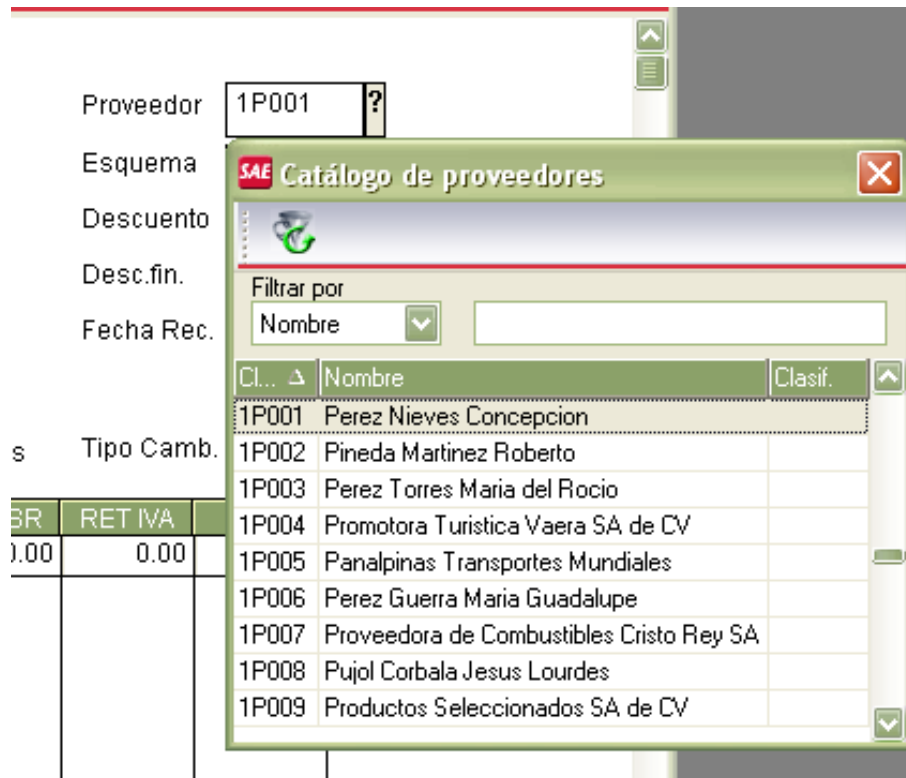 Proveedor 1P001 ?
Esquema
Descuento
Desc.fin.
Fecha Rec.
s Tipo Camb.
SR RET IVA
0.00 0.00
SAE Catálogo de proveedores
Filtrar por
Nombre
Cl... Nombre Clasif.
1P001 Perez Nieves Concepcion
1P002 Pineda Martinez Roberto
1P003 Perez Torres Maria del Rocio
1P004 Promotora Turistica Vaera SA de CV
1P005 Panalpinas Transportes Mundiales
1P006 Perez Guerra Maria Guadalupe
1P007 Proveedora de Combustibles Cristo Rey SA
1P008 Pujol Corbala Jesus Lourdes
1P009 Productos Seleccionados SA de CV